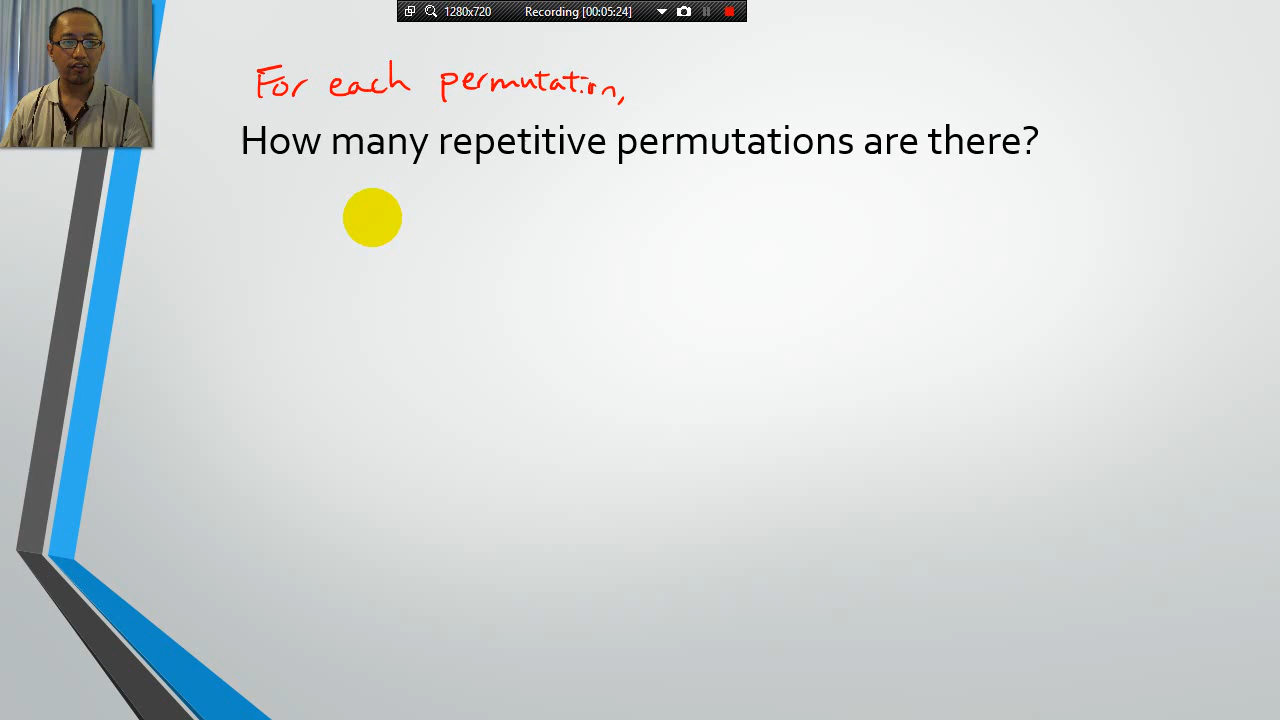 1280x720 Recording [00:05:24]
For each permutation,
How many repetitive permutations are there?